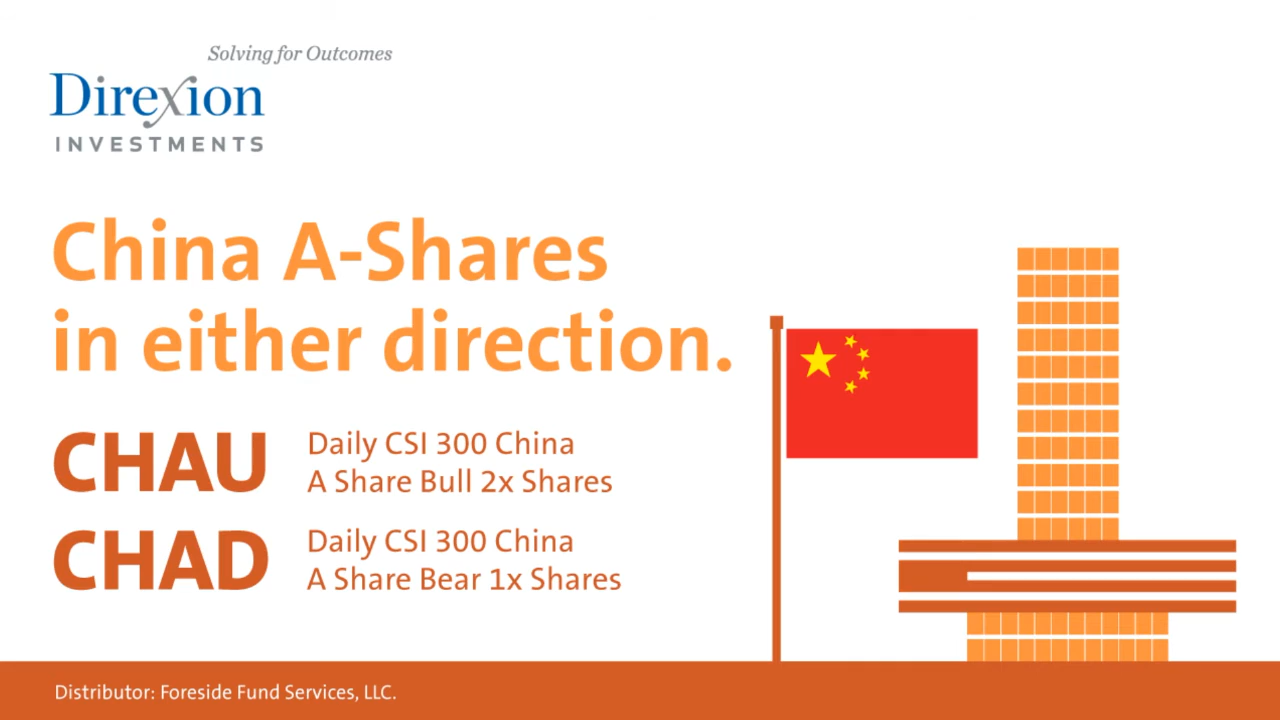 Solving for Outcomes
Direxion
INVESTMENTS
China A-Shares
in either direction.
CHAU
Daily CSI 300 China
A Share Bull 2x Shares
CHAD
Daily CSI 300 China
A Share Bear 1x Shares
Distributor: Foreside Fund Services, LLC.